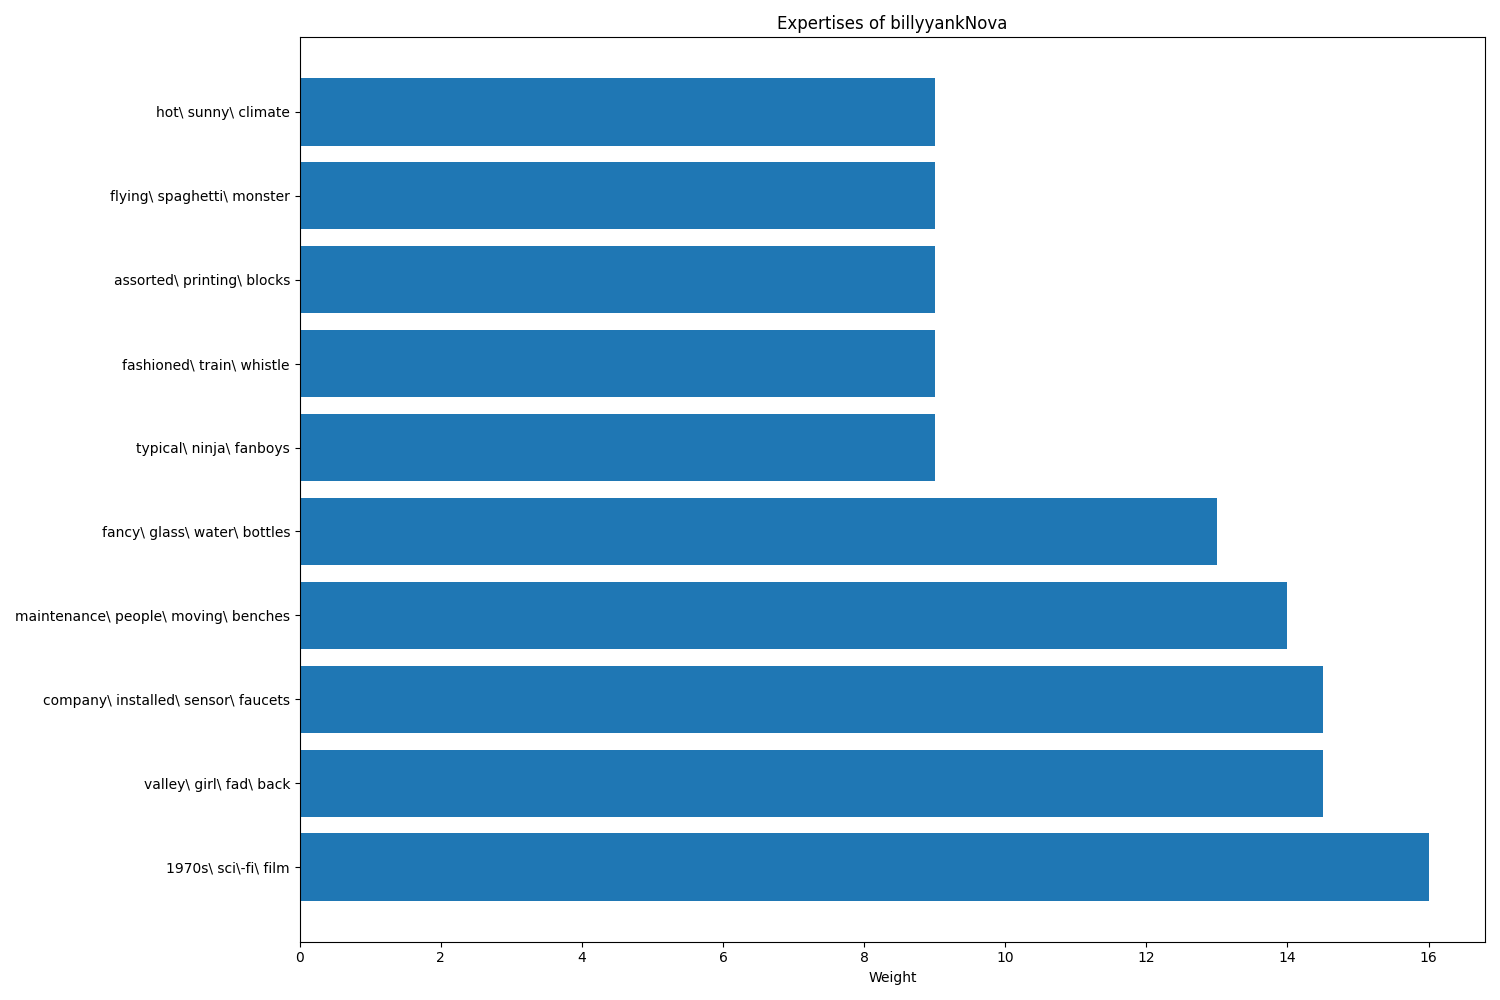 Expertises of billyyankNova
hot\ sunny\ climate
flying\ spaghetti\ monster
assorted\ printing\ blocks
fashioned\ train\ whistle
typical\ ninja\ fanboys
fancy\ glass\ water\ bottles
maintenance\ people\ moving\ benches
company\ installed\ sensor\ faucets
valley\ girl\ fad\ back
1970s\ sci\-fi\ film
0 2 4 6 8 10 12 14 16
Weight